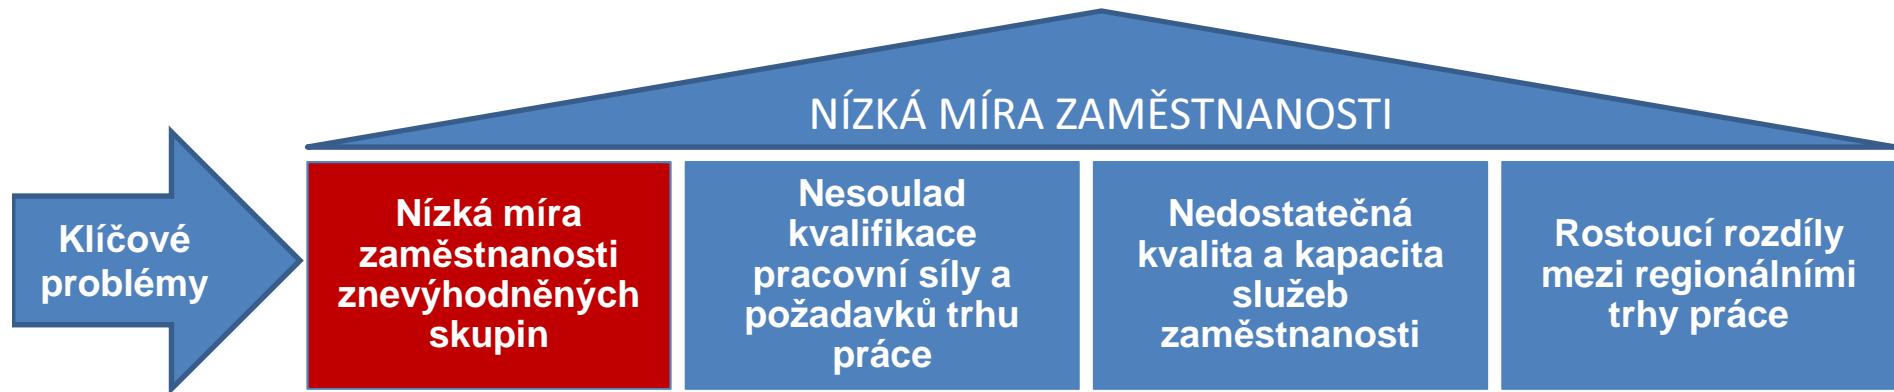 NÍZKÁ MÍRA ZAMĚSTNANOSTI
Klíčové
problémy
Nízká míra
zaměstnanosti
znevýhodněných
skupin
Nesoulad
kvalifikace
pracovní síly a
požadavků trhu
práce
Nedostatečná
kvalita a kapacita
služeb
zaměstnanosti
Rostoucí rozdíly
mezi regionálními
trhy práce